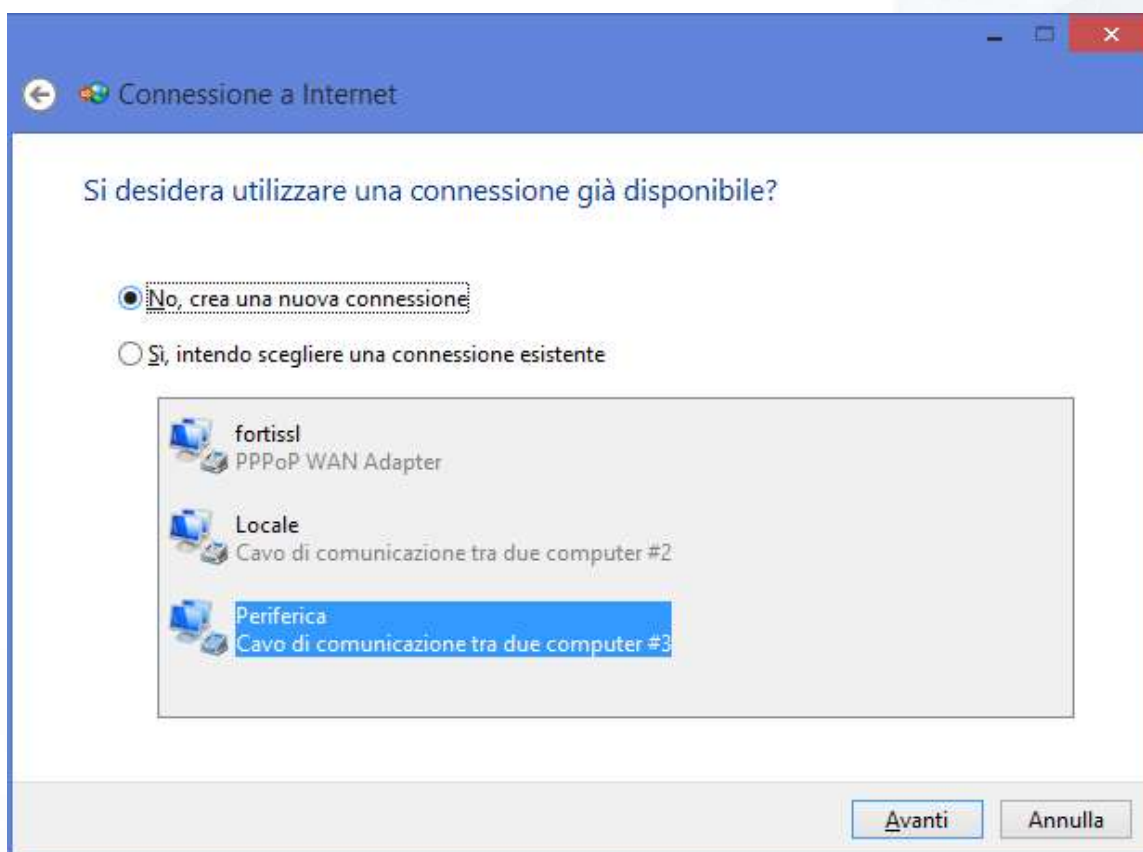 Connessione a Internet
Si desidera utilizzare una connessione già disponibile?
No, crea una nuova connessione
Sì, intendo scegliere una connessione esistente
fortissl
PPPoP WAN Adapter
Locale
Cavo di comunicazione tra due computer #2
Periferica
Cavo di comunicazione tra due computer #3
Avanti
Annulla